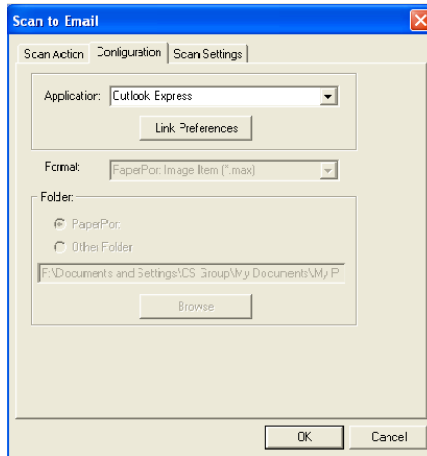 Scan to Email
Scan Action Configuration Scan Settings
Application: Outlook Express
Link Preferences
Format: PaperPort Image Item (*.max)
Folder:
PaperPort
Other Folder
F:\Documents and Settings\CS Group\My Documents\My P
Browse
OK Cancel